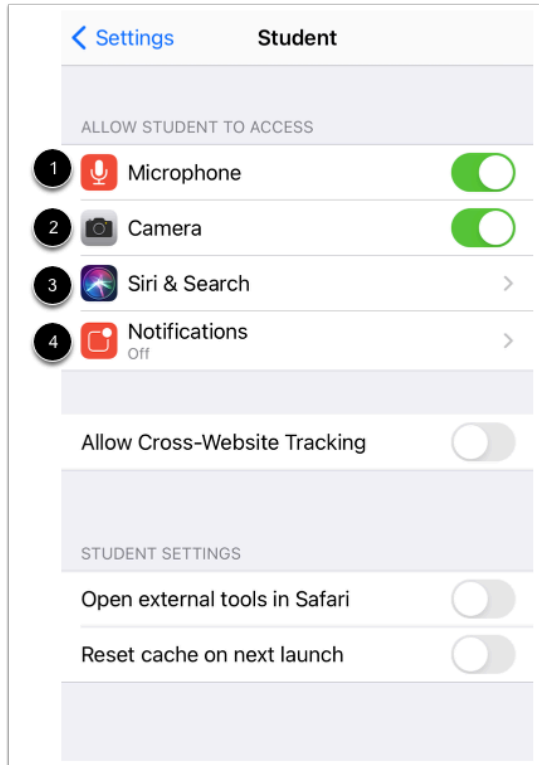 Settings Student
ALLOW STUDENT TO ACCESS
1 Microphone
2 Camera
3 Siri & Search
4 Notifications
Off
Allow Cross-Website Tracking
STUDENT SETTINGS
Open external tools in Safari
Reset cache on next launch